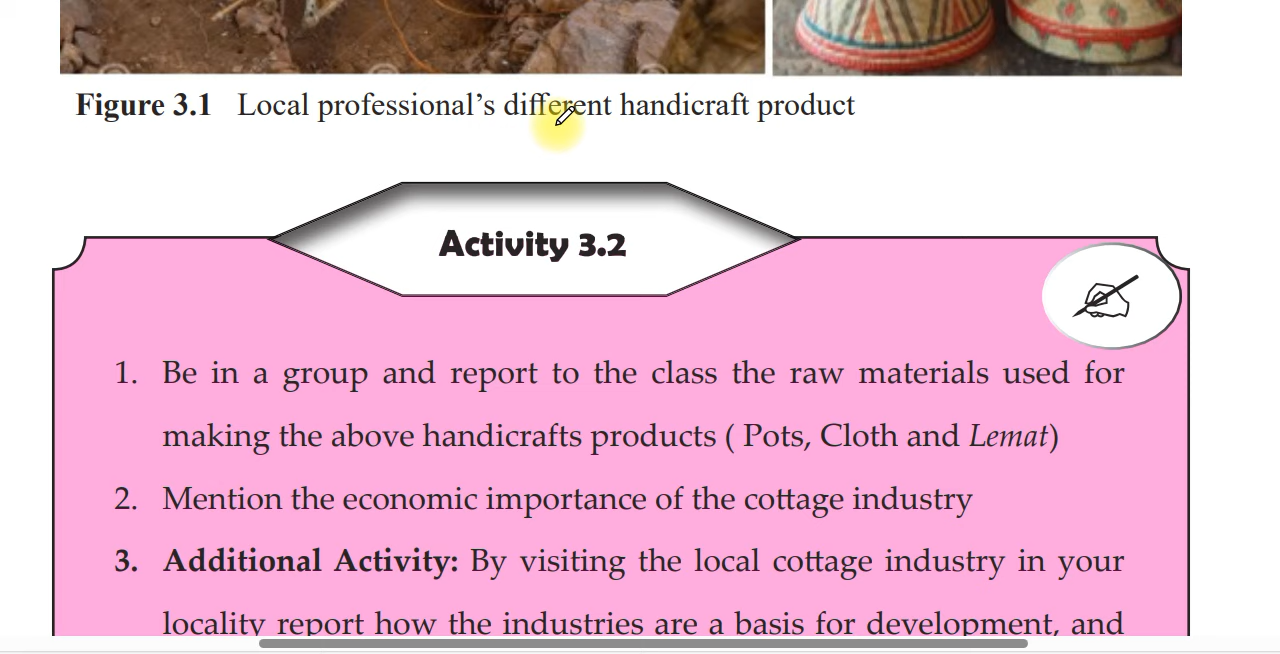 Figure 3.1 Local professional’s different handicraft product
Activity 3.2
1. Be in a group and report to the class the raw materials used for
making the above handicrafts products ( Pots, Cloth and Lemat)
2. Mention the economic importance of the cottage industry
3. Additional Activity: By visiting the local cottage industry in your
locality report how the industries are a basis for development, and